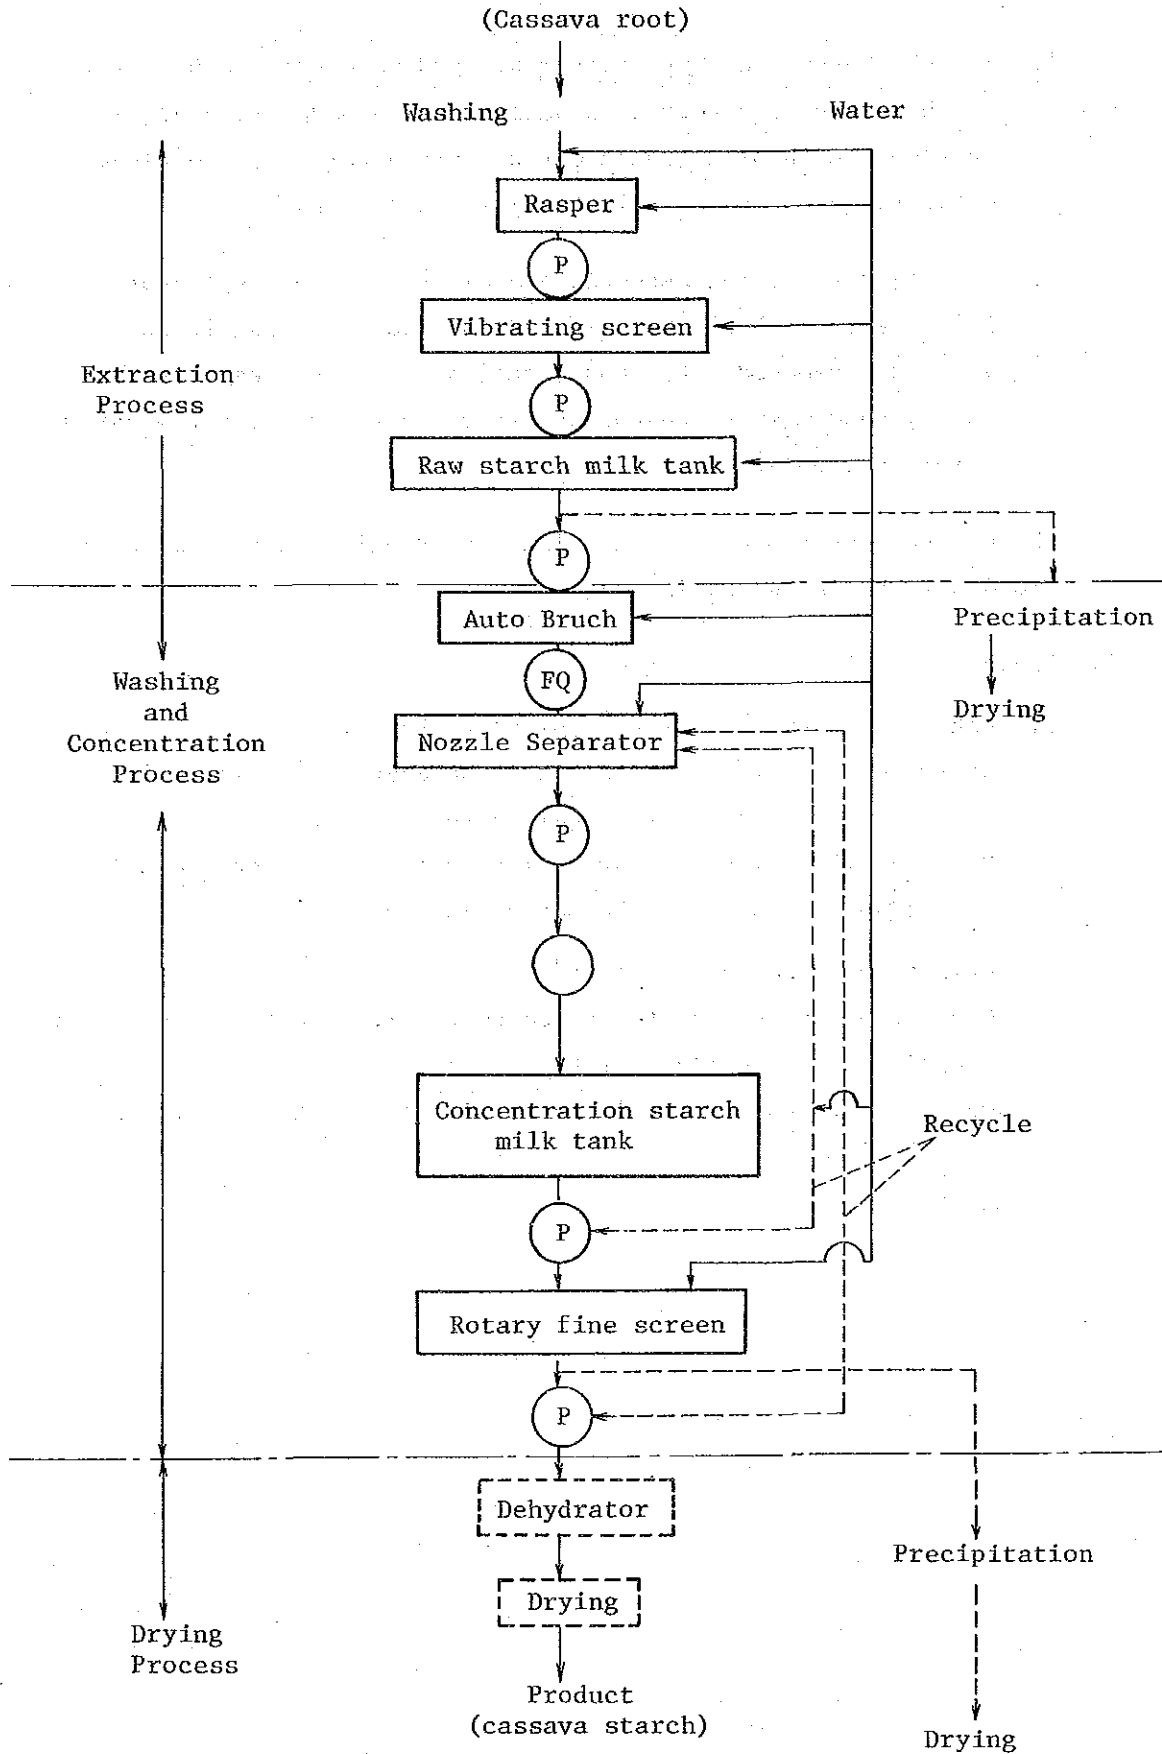 (Cassava root)
Washing
Water
Rasper
P
Vibrating screen
Extraction
Process
P
Raw starch milk tank
P
Auto Bruch
Precipitation
FQ
Washing
and
Concentration
Process
Drying
Nozzle Separator
P
Concentration starch
milk tank
Recycle
P
Rotary fine screen
P
Dehydrator
Precipitation
Drying
Drying
Process
Product
(cassava starch)
Drying